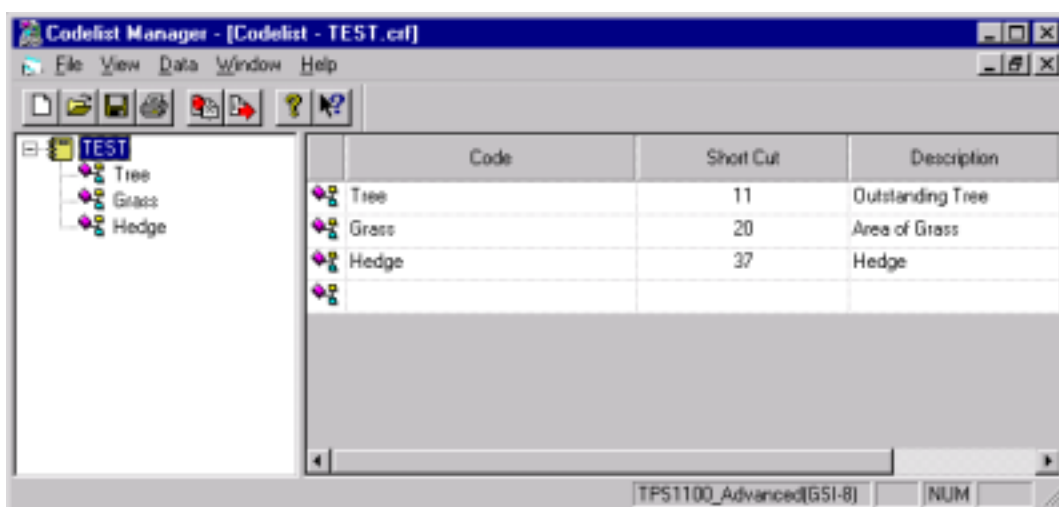 Codelist Manager - [Codelist - TEST.crf]
File View Data Window Help
TEST
Tree
Grass
Hedge
Code Short Cut Description
Tree 11 Outstanding Tree
Grass 20 Area of Grass
Hedge 37 Hedge
TPS1100_Advanced(GSI-8) NUM